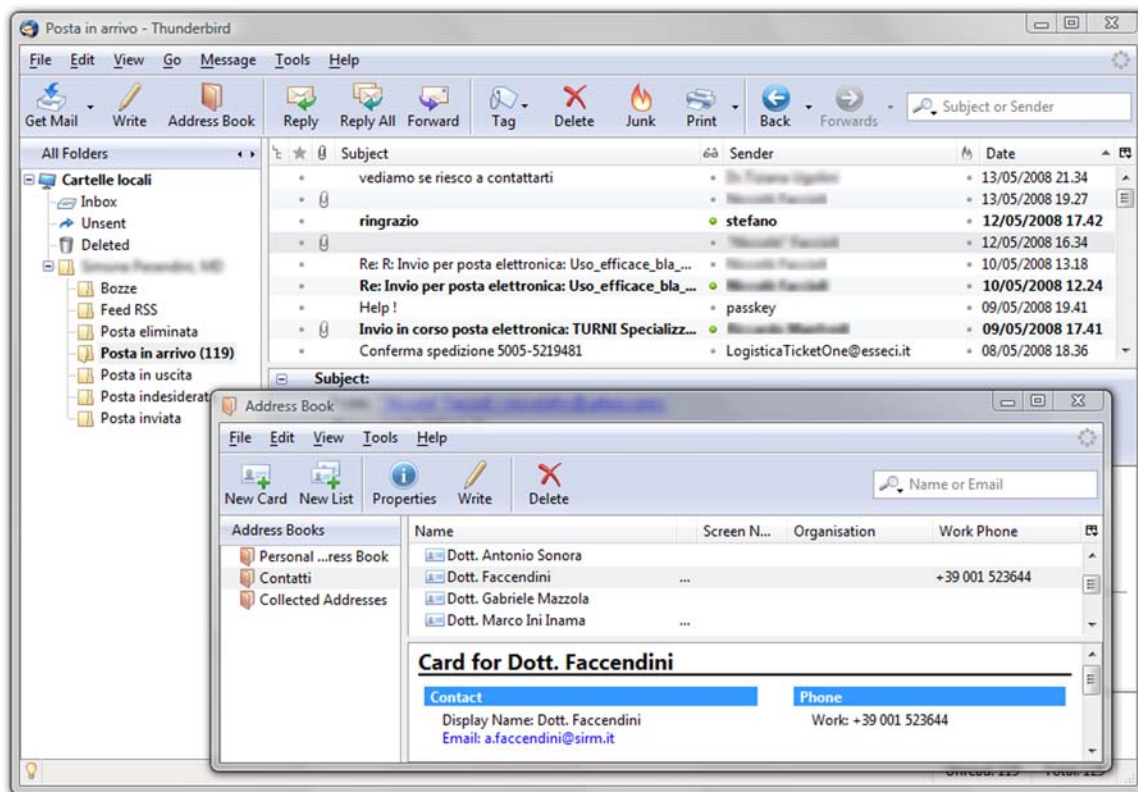 Posta in arrivo - Thunderbird
File Edit View Go Message Tools Help
Get Mail Write Address Book Reply Reply All Forward Tag Delete Junk Print Back Forwards Subject or Sender
All Folders Subject Sender Date
Cartelle locali
Inbox
Unsent
Deleted
Bozze
Feed RSS
Posta eliminata
Posta in arrivo (119)
Posta in uscita
Posta indesiderat
Posta inviata
vediamo se riesco a contattarti 13/05/2008 21.34
13/05/2008 19.27
ringrazio stefano 12/05/2008 17.42
12/05/2008 16.34
Re: R: Invio per posta elettronica: Uso_efficace_bla_... 10/05/2008 13.18
Re: Invio per posta elettronica: Uso_efficace_bla_... 10/05/2008 12.24
Help ! passkey 09/05/2008 19.41
Invio in corso posta elettronica: TURNI Specializz... 09/05/2008 17.41
Conferma spedizione 5005-5219481 LogisticaTicketOne@esseci.it 08/05/2008 18.36
Subject:
Address Book
File Edit View Tools Help
New Card New List Properties Write Delete Name or Email
Address Books
Personal ...ress Book
Contatti
Collected Addresses
Name Screen N... Organisation Work Phone
Dott. Antonio Sonora
Dott. Faccendini ... +39 001 523644
Dott. Gabriele Mazzola
Dott. Marco Ini Inama ...
Card for Dott. Faccendini
Contact Phone
Display Name: Dott. Faccendini Work: +39 001 523644
Email: a.faccendini@sirm.it